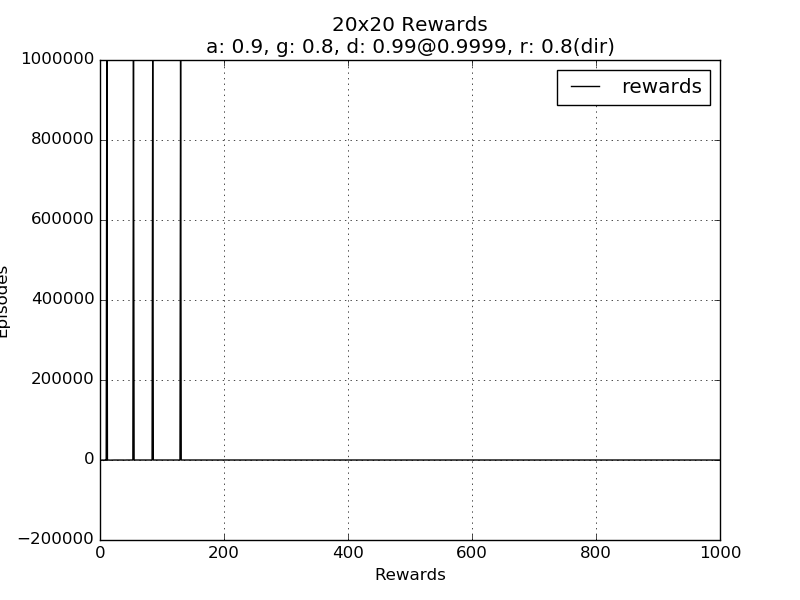 20x20 Rewards
a: 0.9, g: 0.8, d: 0.99@0.9999, r: 0.8(dir)
rewards
1000000
800000
600000
400000
200000
0
−200000
Episodes
0 200 400 600 800 1000
Rewards